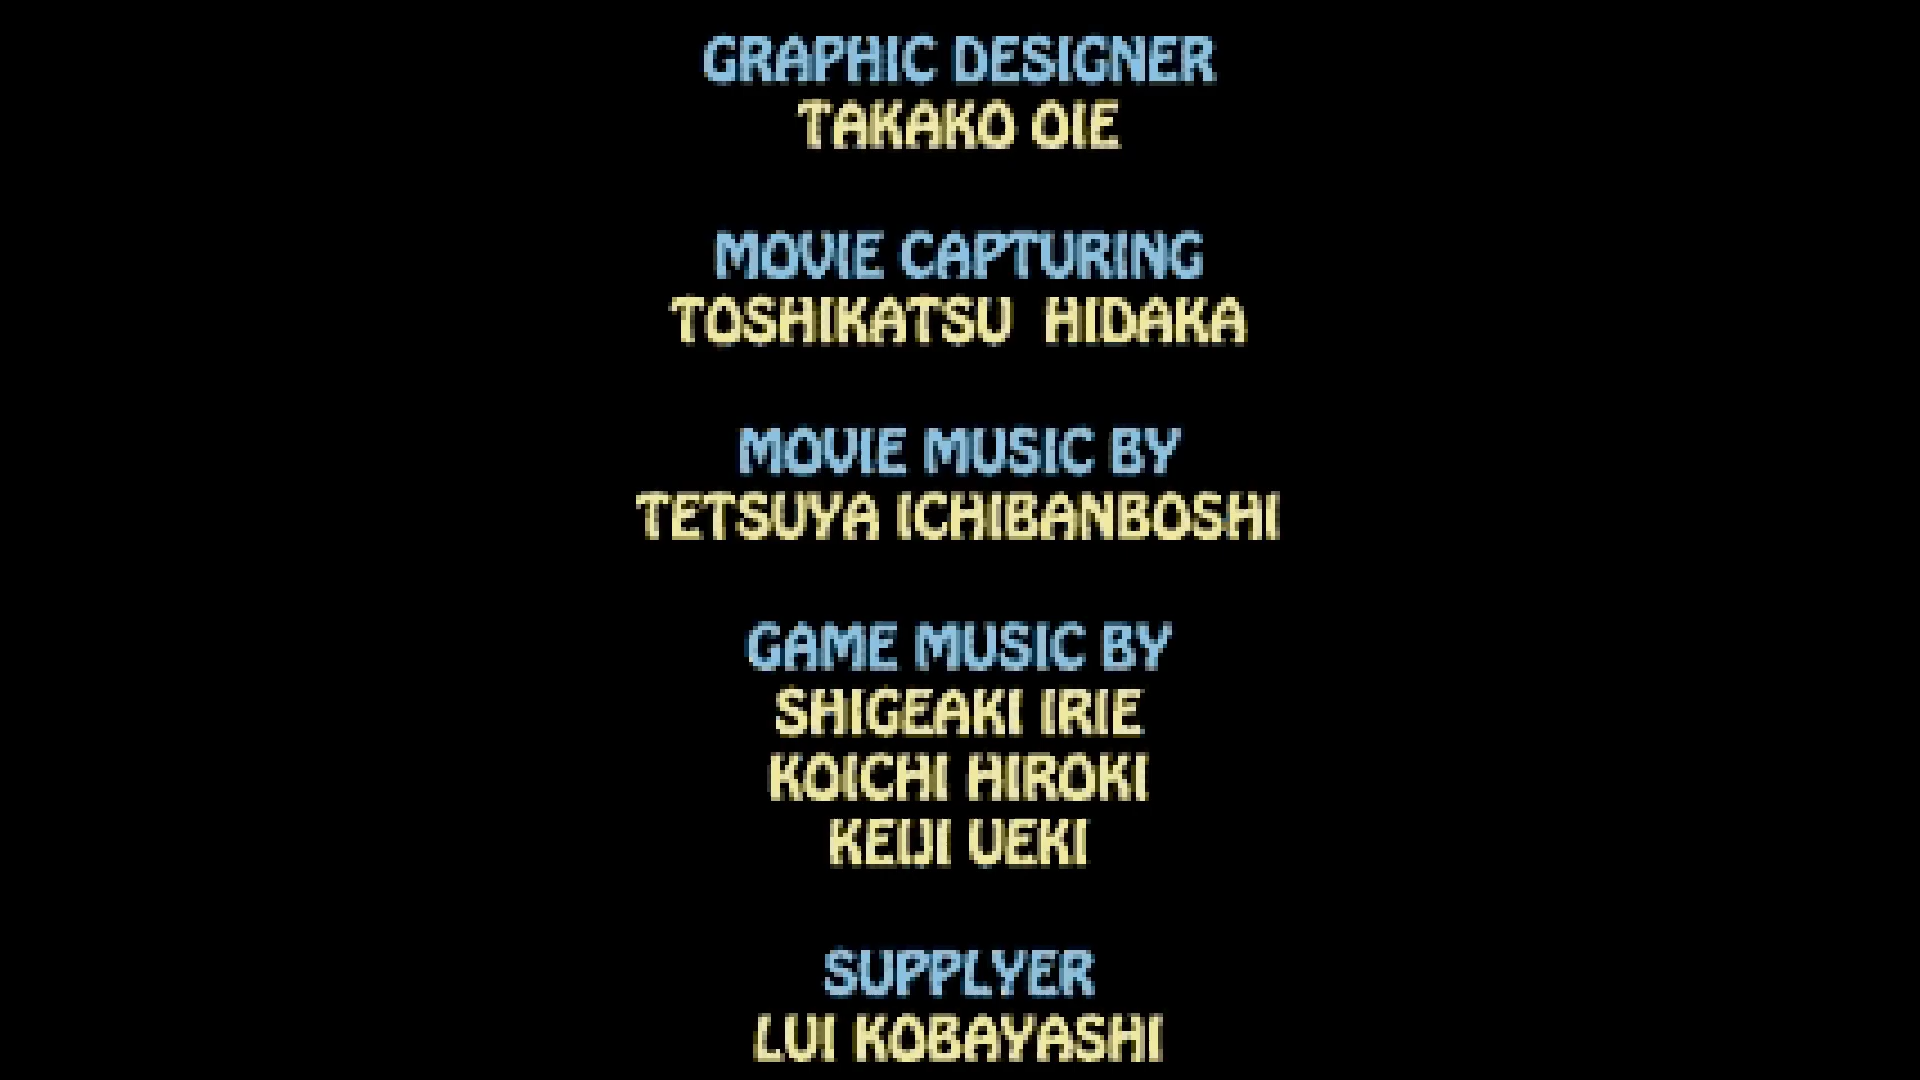 GRAPHIC DESIGNER
TAKAKO OIE
MOVIE CAPTURING
TOSHIKATSU HIDAKA
MOVIE MUSIC BY
TETSUYA ICHIBANBOSHI
GAME MUSIC BY
SHIGEAKI IRIE
KOICHI HIROKI
KEIJI UEKI
SUPPLYER
LUI KOBAYASHI